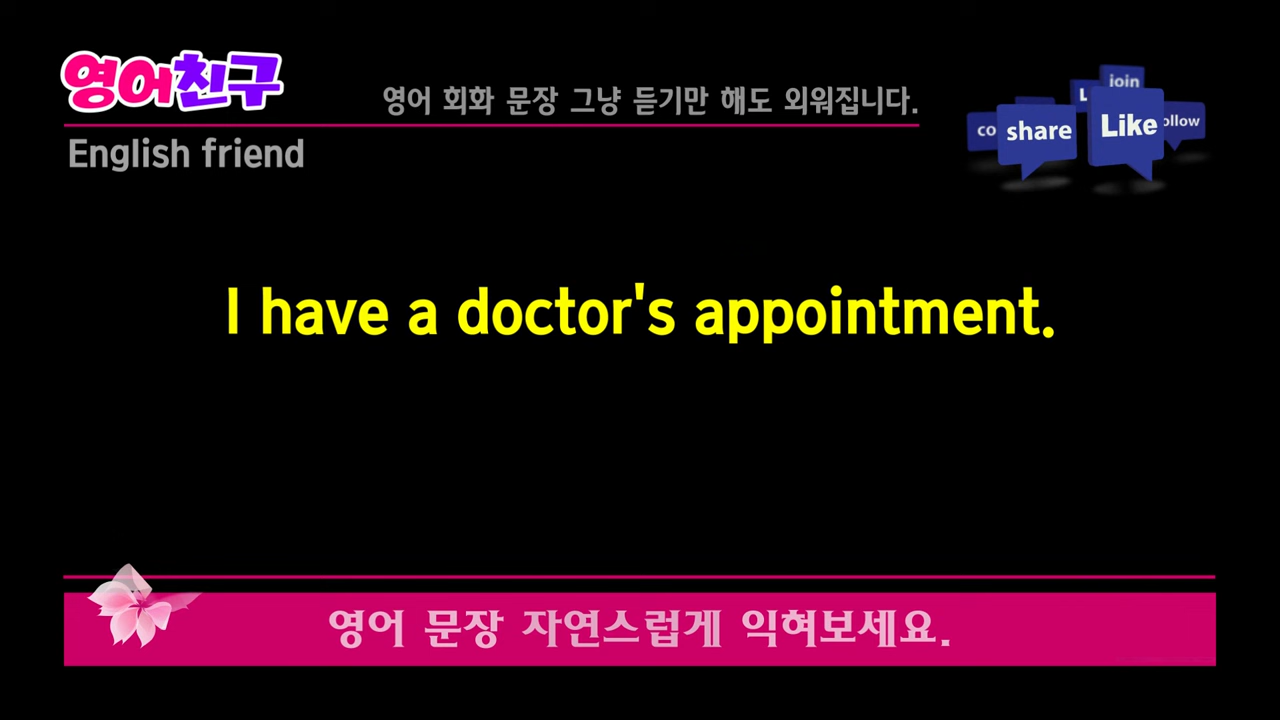 영어친구
영어 회화 문장 그냥 듣기만 해도 외워집니다.
English friend
join
L
co
share
Like
ollow
I have a doctor's appointment.
영어 문장 자연스럽게 익혀보세요.